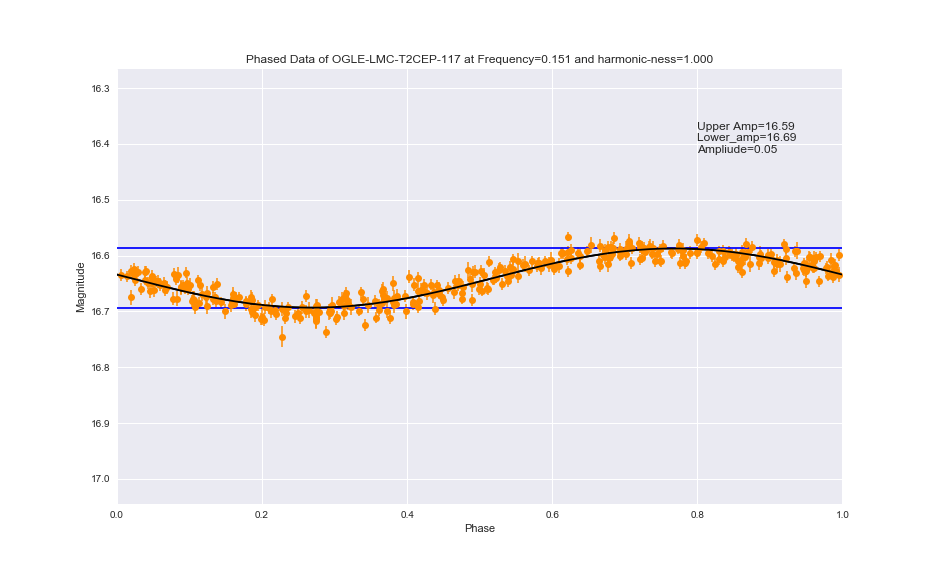 Phased Data of OGLE-LMC-T2CEP-117 at Frequency=0.151 and harmonic-ness=1.000
16.3
16.4
16.5
16.6
16.7
16.8
16.9
17.0
Magnitude
Upper Amp=16.59
Lower_amp=16.69
Ampliude=0.05
0.0 0.2 0.4 0.6 0.8 1.0
Phase